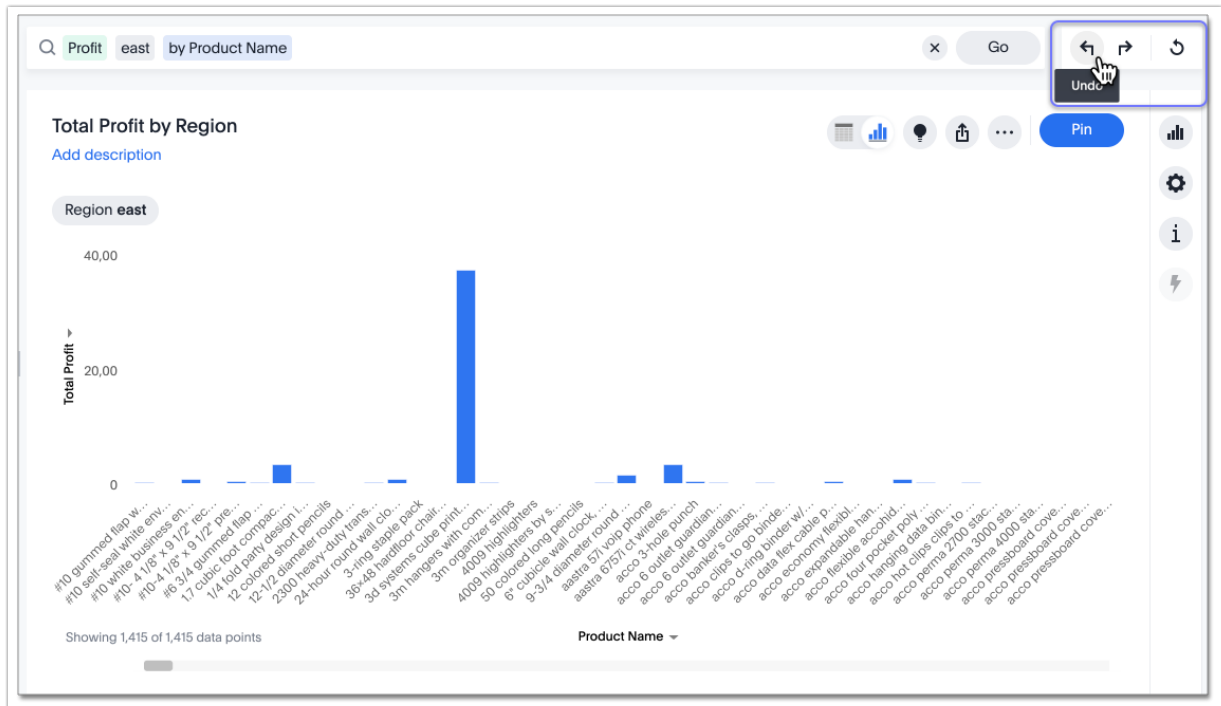 Profit east by Product Name Go
Undo
Total Profit by Region
Pin
Add description
Region east
40,00
20,00
0
Total Profit
#10 gummed flap w...
#10 self-seal white env...
#10 white business en...
#10- 4 1/8" x 9 1/2" rec...
#10-4 1/8" x 9 1/2" pre...
#6 3/4 gummed flap ...
1.7 cubic foot compac...
1/4 fold party design i...
12 colored short pencils
12-1/2 diameter round ...
2300 heavy-duty trans...
24-hour round wall clo...
3-ring staple pack
36x48 hardfloor chair...
3d systems cube print...
3m hangers with com...
3m organizer strips
4009 highlighters
4009 highlighters by s...
50 colored long pencils
6" cubicle wall clock, ...
9-3/4 diameter round ...
aastra 57i voip phone
aastra 6757i ct wireles...
acco 3-hole punch
acco 6 outlet guardian...
acco 6 outlet guardian...
acco banker's clasps, ...
acco clips to go binde...
acco d-ring binder w/...
acco data flex cable p...
acco economy flexibl...
acco expandable han...
acco flexible accohid...
acco four pocket poly ...
acco hanging data bin...
acco hot clips clips to ...
acco perma 2700 stac...
acco perma 3000 sta...
acco perma 4000 sta...
acco pressboard cove...
acco pressboard cove...
acco pressboard cove...
Showing 1,415 of 1,415 data points
Product Name